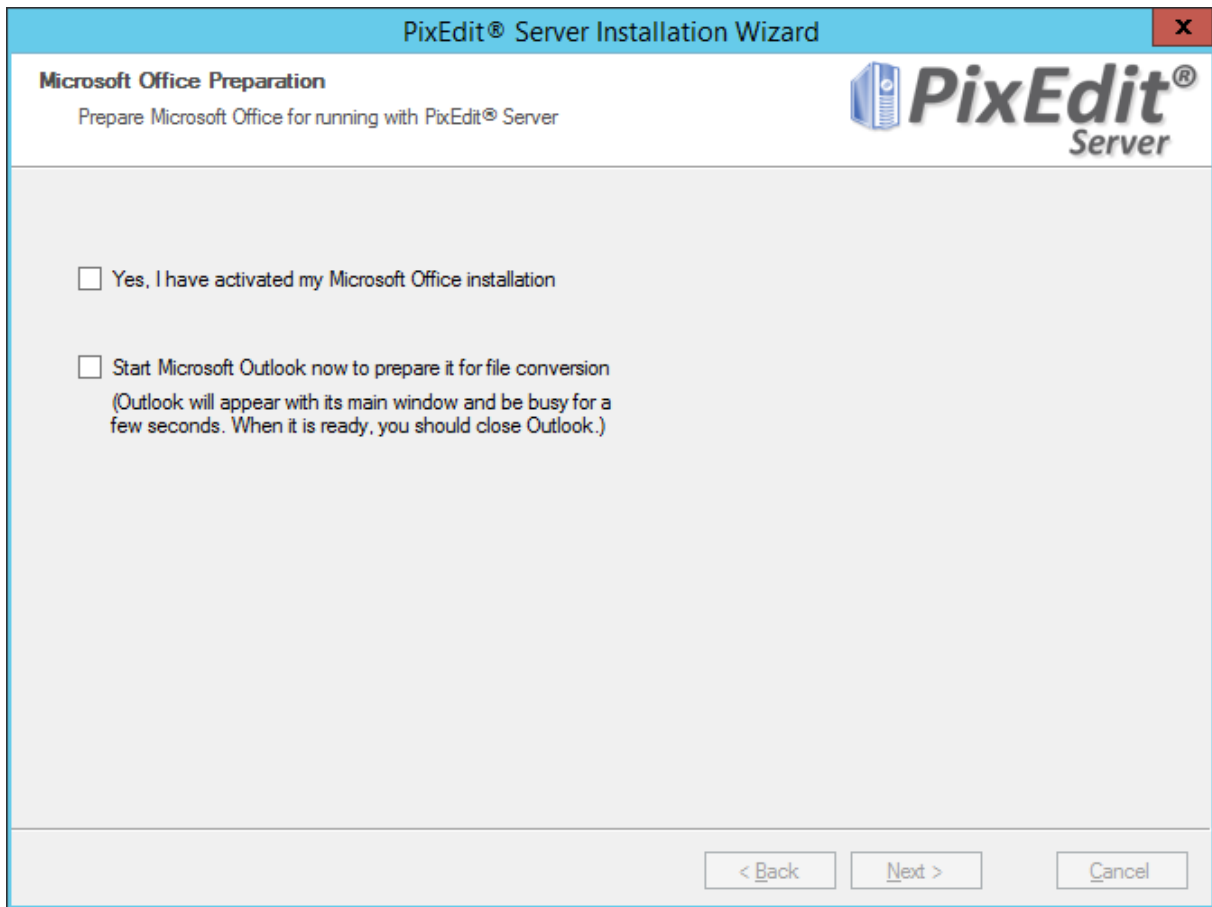 PixEdit® Server Installation Wizard
x
Microsoft Office Preparation
Prepare Microsoft Office for running with PixEdit® Server
PixEdit®
Server
Yes, I have activated my Microsoft Office installation
Start Microsoft Outlook now to prepare it for file conversion
(Outlook will appear with its main window and be busy for a
few seconds. When it is ready, you should close Outlook.)
< Back
Next >
Cancel